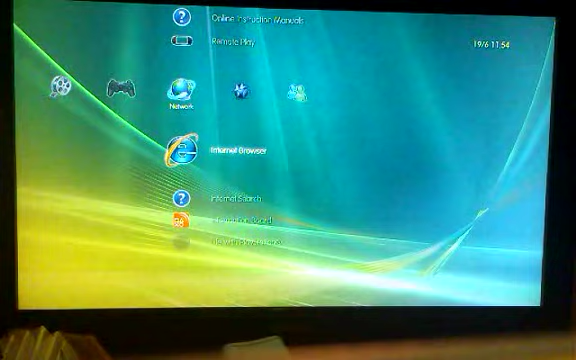 Online Instruction Manuals
Remote Play
19/6 11:54
Network
Internet Browser
Internet Search